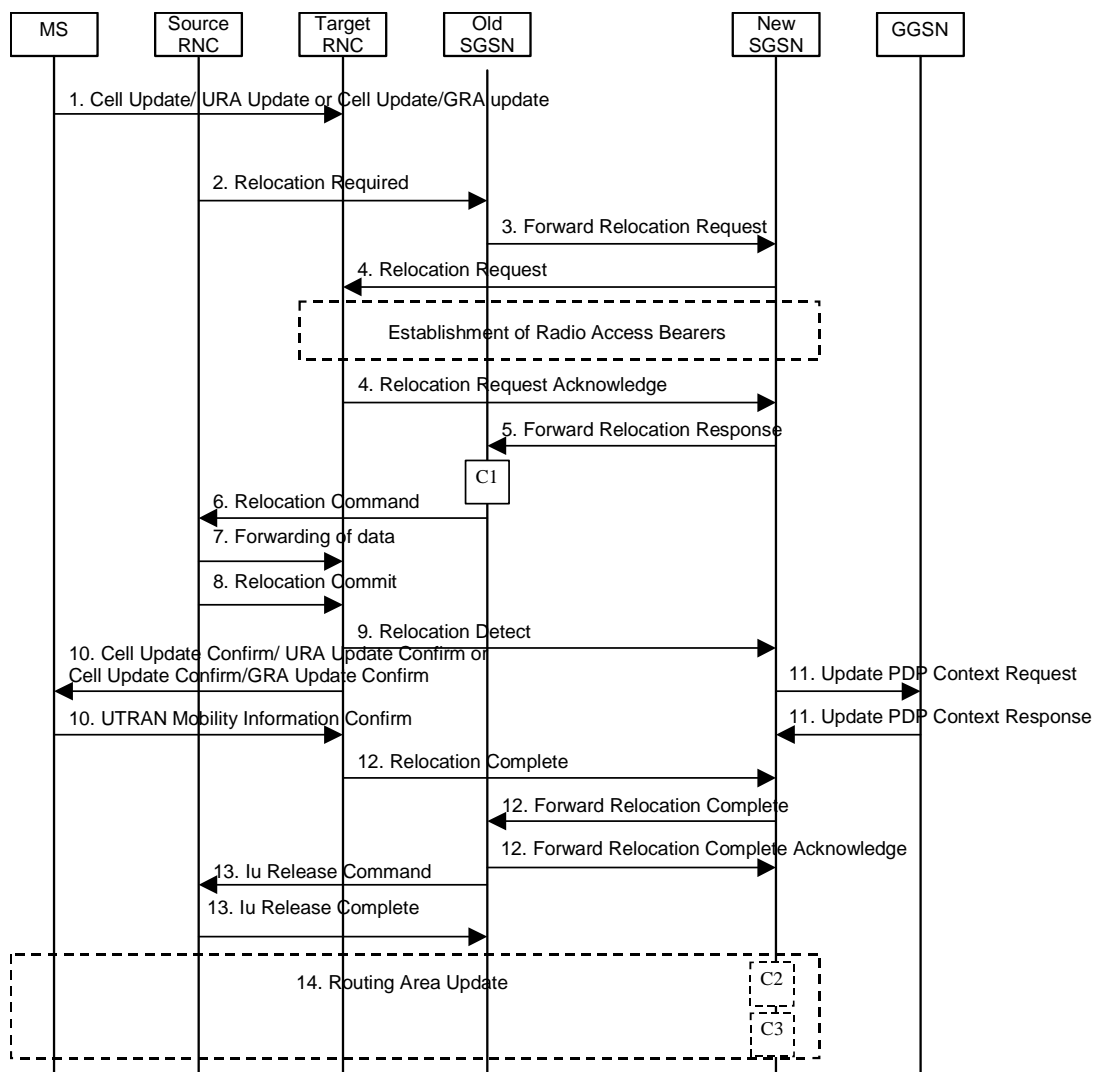 MS
Source
RNC
Target
RNC
Old
SGSN
New
SGSN
GGSN
1. Cell Update/ URA Update or Cell Update/GRA update
2. Relocation Required
3. Forward Relocation Request
4. Relocation Request
Establishment of Radio Access Bearers
4. Relocation Request Acknowledge
5. Forward Relocation Response
C1
6. Relocation Command
7. Forwarding of data
8. Relocation Commit
9. Relocation Detect
10. Cell Update Confirm/ URA Update Confirm or
Cell Update Confirm/GRA Update Confirm
11. Update PDP Context Request
10. UTRAN Mobility Information Confirm
11. Update PDP Context Response
12. Relocation Complete
12. Forward Relocation Complete
12. Forward Relocation Complete Acknowledge
13. Iu Release Command
13. Iu Release Complete
14. Routing Area Update
C2
C3